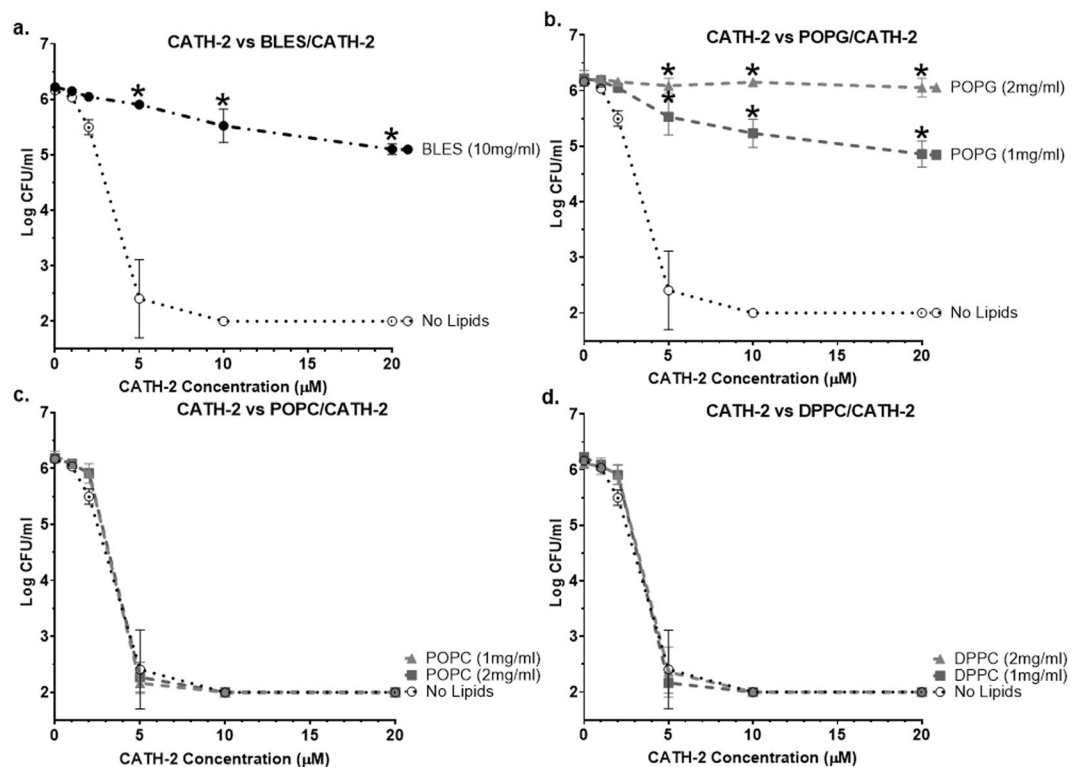 a.
CATH-2 vs BLES/CATH-2
7
6
5
4
3
2
Log CFU/ml
* * *
BLES (10mg/ml)
No Lipids
0 5 10 15 20
CATH-2 Concentration (μM)
b.
CATH-2 vs POPG/CATH-2
7
6
5
4
3
2
Log CFU/ml
* * *
POPG (2mg/ml)
* * *
POPG (1mg/ml)
No Lipids
0 5 10 15 20
CATH-2 Concentration (μM)
c.
CATH-2 vs POPC/CATH-2
7
6
5
4
3
2
Log CFU/ml
POPC (1mg/ml)
POPC (2mg/ml)
No Lipids
0 5 10 15 20
CATH-2 Concentration (μM)
d.
CATH-2 vs DPPC/CATH-2
7
6
5
4
3
2
Log CFU/ml
DPPC (2mg/ml)
DPPC (1mg/ml)
No Lipids
0 5 10 15 20
CATH-2 Concentration (μM)